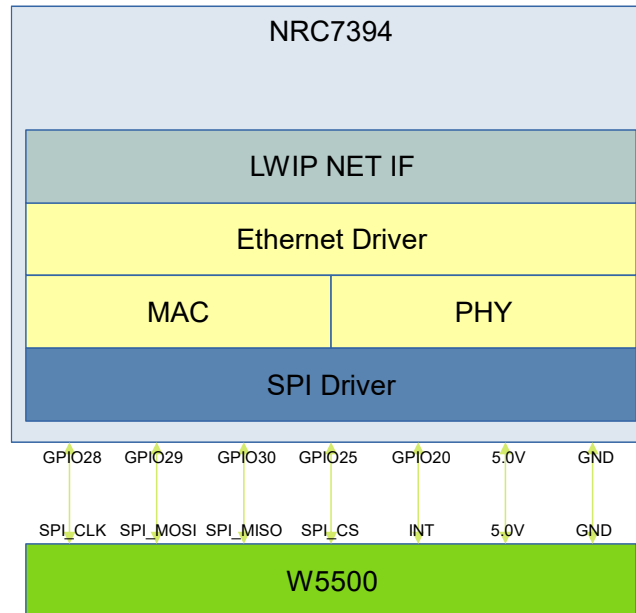 NRC7394
LWIP NET IF
Ethernet Driver
MAC PHY
SPI Driver
GPIO28 GPIO29 GPIO30 GPIO25 GPIO20 5.0V GND
SPI_CLK SPI_MOSI SPI_MISO SPI_CS INT 5.0V GND
W5500